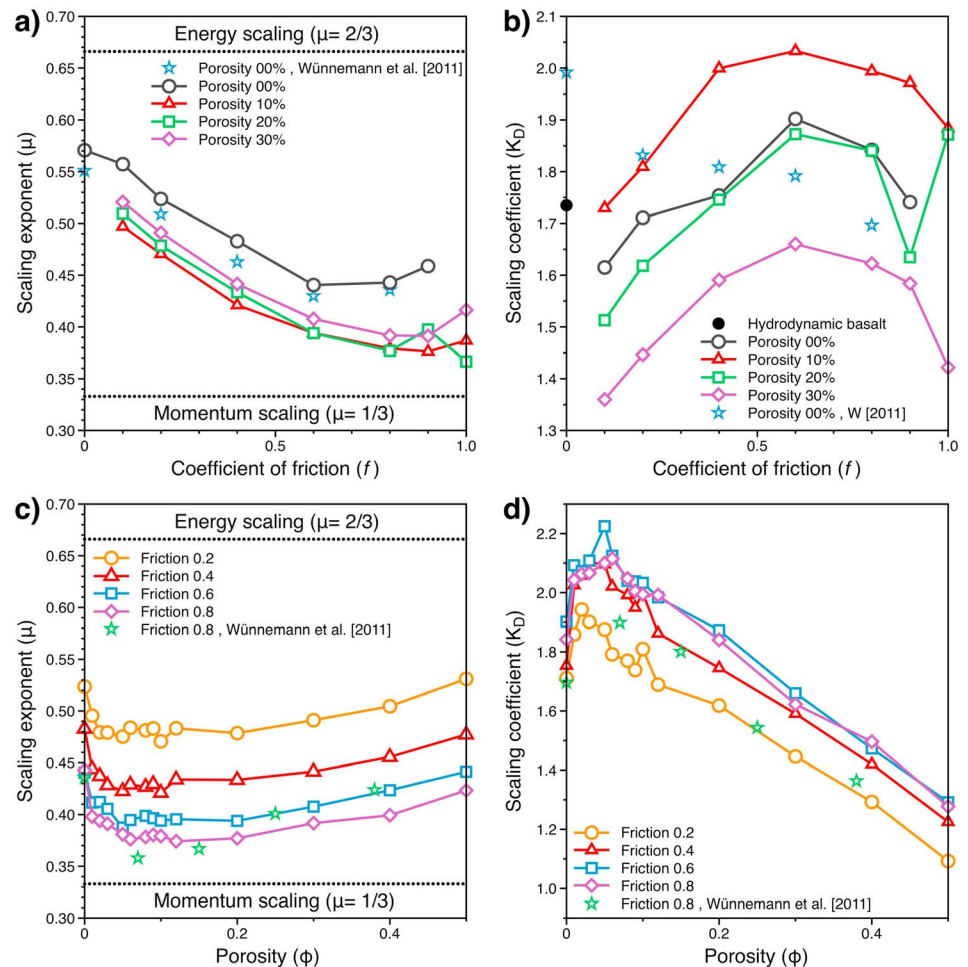 a)
0.70
0.65
0.60
0.55
0.50
0.45
0.40
0.35
0.30
Scaling exponent (μ)
Energy scaling (μ= 2/3)
Porosity 00% , Wünnemann et al. [2011]
Porosity 00%
Porosity 10%
Porosity 20%
Porosity 30%
Momentum scaling (μ= 1/3)
0 0.5 1.0
Coefficient of friction (f)
b)
2.1
2.0
1.9
1.8
1.7
1.6
1.5
1.4
1.3
Scaling coefficient (K_D)
Hydrodynamic basalt
Porosity 00%
Porosity 10%
Porosity 20%
Porosity 30%
Porosity 00% , W [2011]
0 0.5 1.0
Coefficient of friction (f)
c)
0.70
0.65
0.60
0.55
0.50
0.45
0.40
0.35
0.30
Scaling exponent (μ)
Energy scaling (μ= 2/3)
Friction 0.2
Friction 0.4
Friction 0.6
Friction 0.8
Friction 0.8 , Wünnemann et al. [2011]
Momentum scaling (μ= 1/3)
0 0.2 0.4
Porosity (ϕ)
d)
2.2
2.0
1.8
1.6
1.4
1.2
1.0
Scaling coefficient (K_D)
Friction 0.2
Friction 0.4
Friction 0.6
Friction 0.8
Friction 0.8 , Wünnemann et al. [2011]
0 0.2 0.4
Porosity (ϕ)